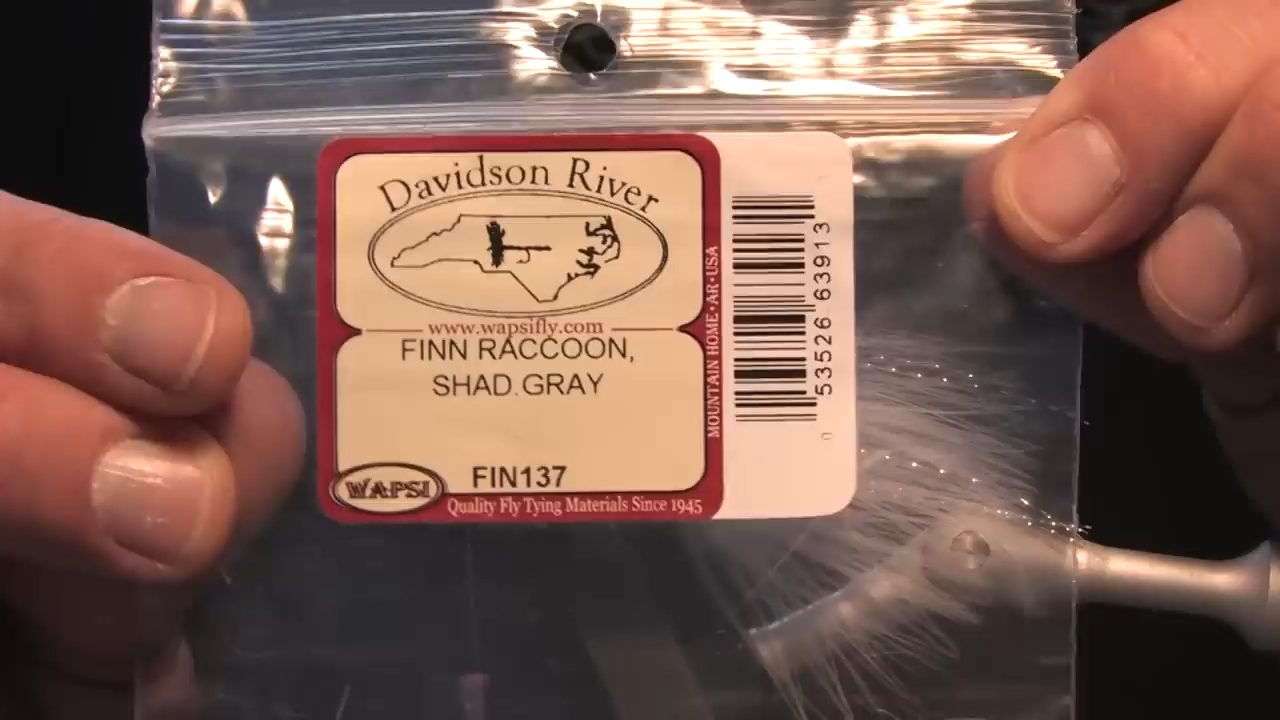 Davidson River
www.wapsifly.com
FINN RACCOON,
SHAD.GRAY
FIN137
WAPSI
Quality Fly Tying Materials Since 1945
MOUNTAIN HOME • AR • USA
53526 63913
0